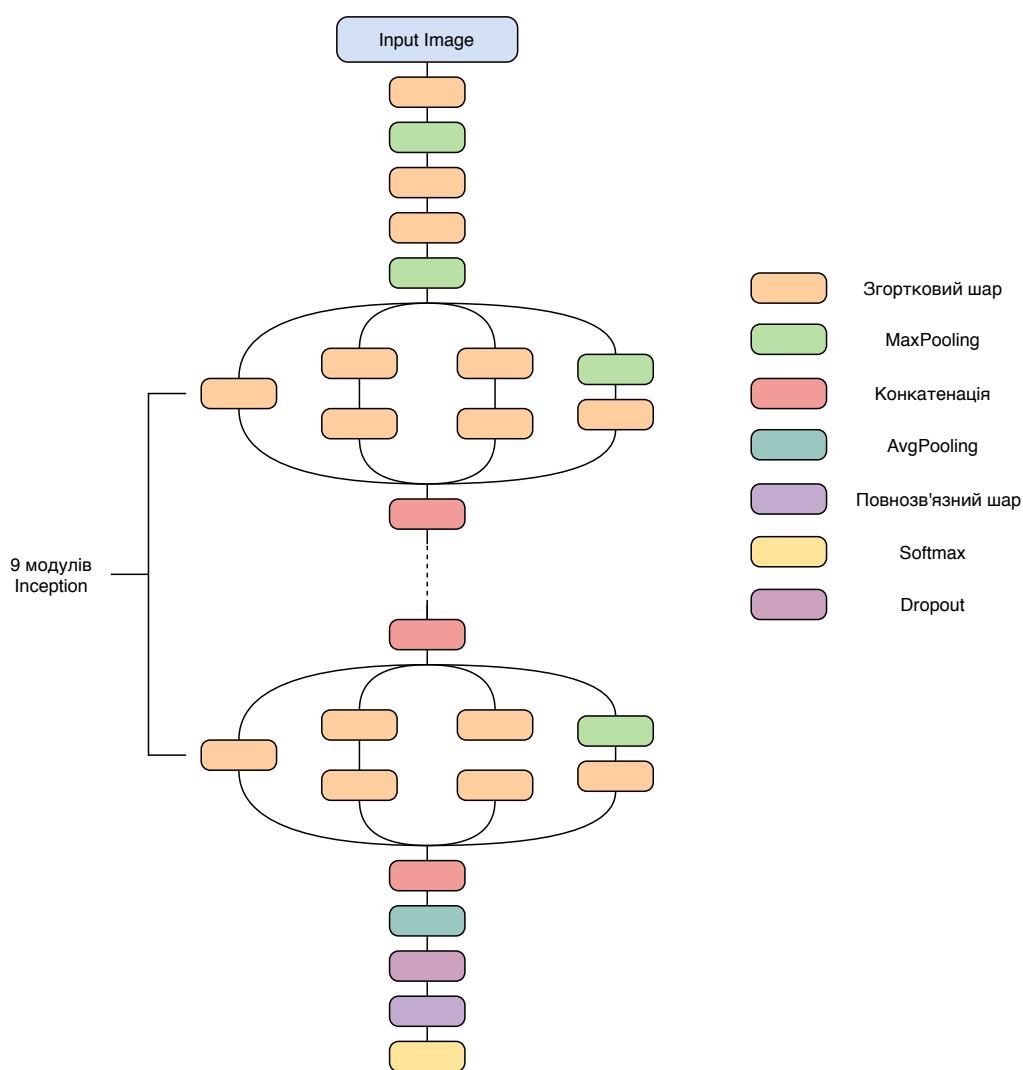 Input Image
Згортковий шар
MaxPooling
Конкатенація
AvgPooling
Повнозв'язний шар
Softmax
Dropout
9 модулів
Inception